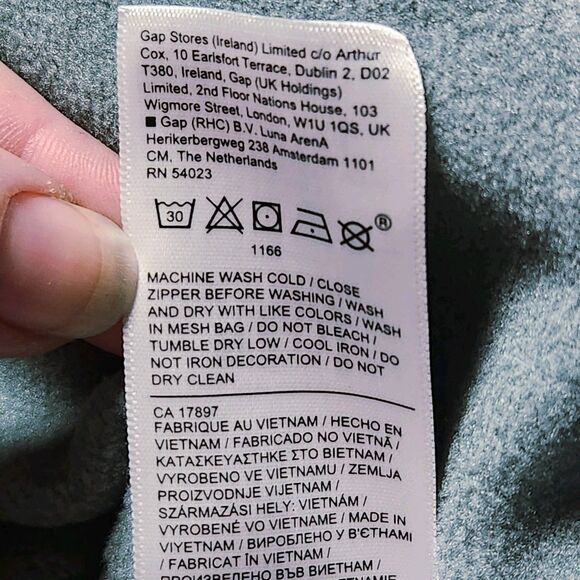 Gap Stores (Ireland) Limited c/o Arthur
Cox, 10 Earlsfort Terrace, Dublin 2, D02
T380, Ireland, Gap (UK Holdings)
Limited, 2nd Floor Nations House, 103
Wigmore Street, London, W1U 1QS, UK
■ Gap (RHC) B.V. Luna ArenA
Herikerbergweg 238 Amsterdam 1101
CM, The Netherlands
RN 54023
30 ®
1166
MACHINE WASH COLD / CLOSE
ZIPPER BEFORE WASHING / WASH
AND DRY WITH LIKE COLORS / WASH
IN MESH BAG / DO NOT BLEACH /
TUMBLE DRY LOW / COOL IRON / DO
NOT IRON DECORATION / DO NOT
DRY CLEAN
CA 17897
FABRIQUE AU VIETNAM / HECHO EN
VIETNAM / FABRICADO NO VIETNÃ /
ΚΑΤΑΣΚΕΥΑΣΤΗΚΕ ΣΤΟ ΒΙΕΤΝΑΜ /
VYROBENO VE VIETNAMU / ZEMLJA
PROIZVODNJE VIJETNAM /
SZÁRMAZÁSI HELY: VIETNÁM /
VYROBENÉ VO VIETNAME / MADE IN
VIYETNAM / ВИРОБЛЕНО У В'ЄТНАМІ
/ FABRICAT ÎN VIETNAM /
ПРОИЗВЕДЕНО ВЪВ ВИЕТНАМ /